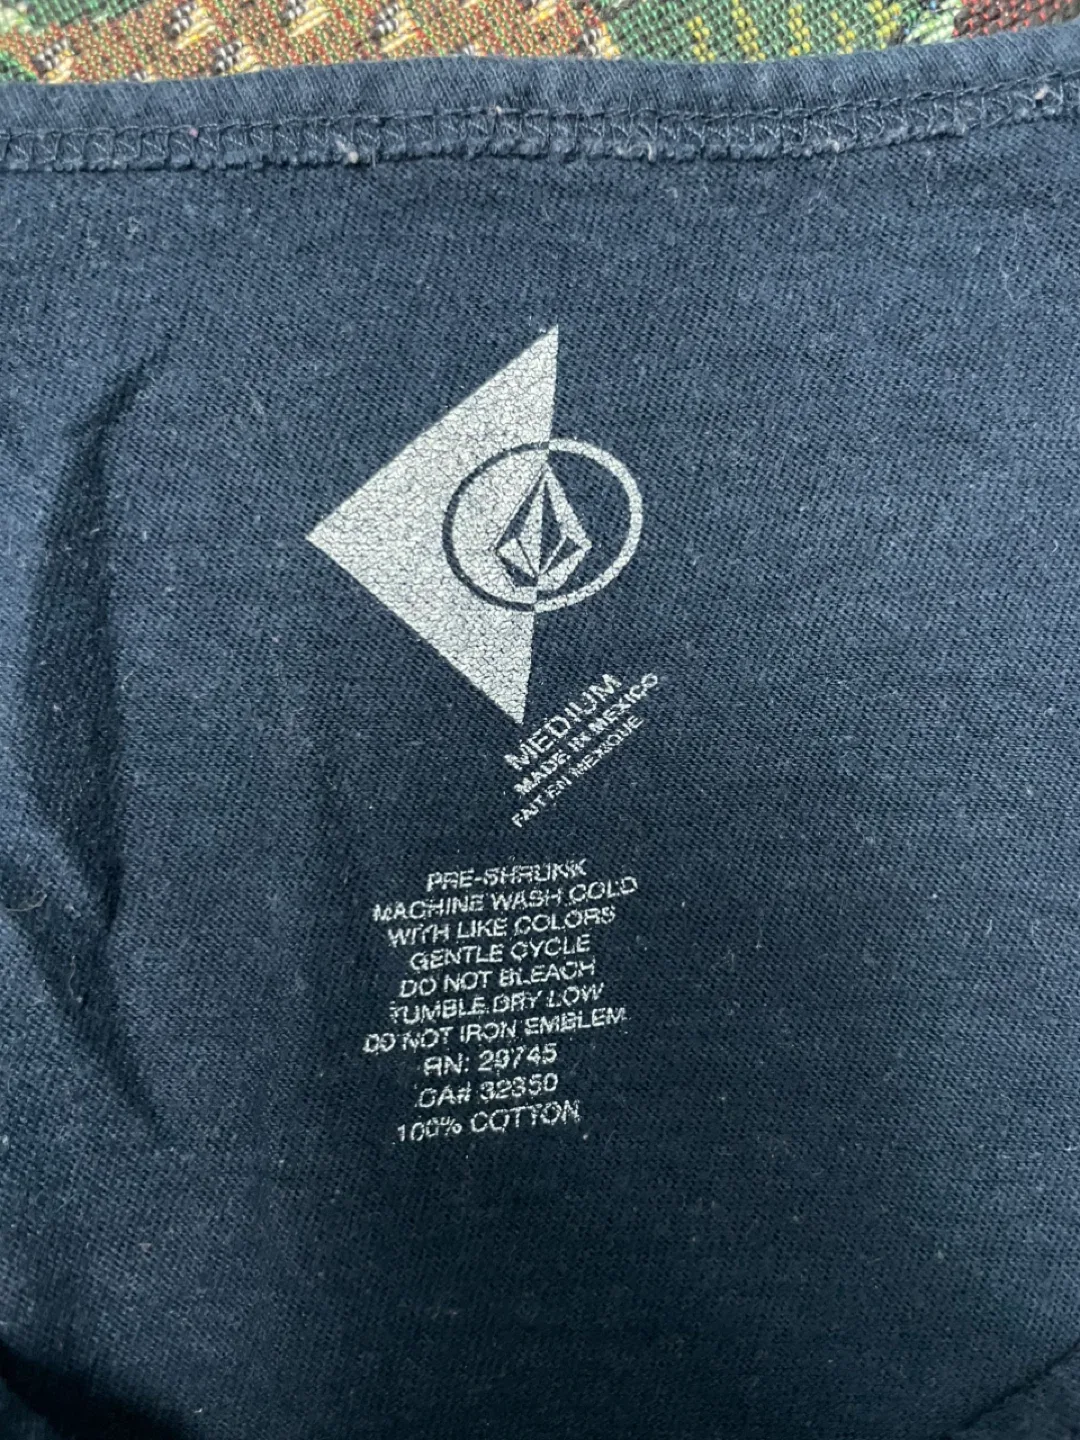 MEDIUM
MADE IN MEXICO
FAIT EN MEXIQUE
PRE-SHRUNK
MACHINE WASH COLD
WITH LIKE COLORS
GENTLE CYCLE
DO NOT BLEACH
TUMBLE DRY LOW
DO NOT IRON EMBLEM
RN: 29745
CA# 32350
100% COTTON